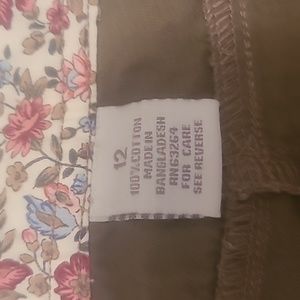 12
100% COTTON
MADE IN
BANGLADESH
RN63264
FOR CARE
SEE REVERSE